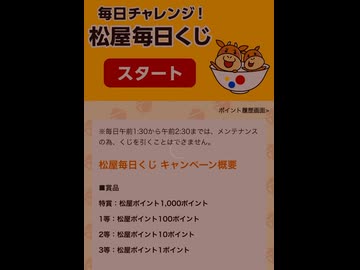 毎日チャレンジ！
松屋毎日くじ
スタート
ポイント履歴画面»
※毎日午前1:30から午前2:30までは、メンテナンス
の為、くじを引くことはできません。
松屋毎日くじ キャンペーン概要
■賞品
特賞：松屋ポイント1,000ポイント
1等：松屋ポイント100ポイント
2等：松屋ポイント10ポイント
3等：松屋ポイント1ポイント